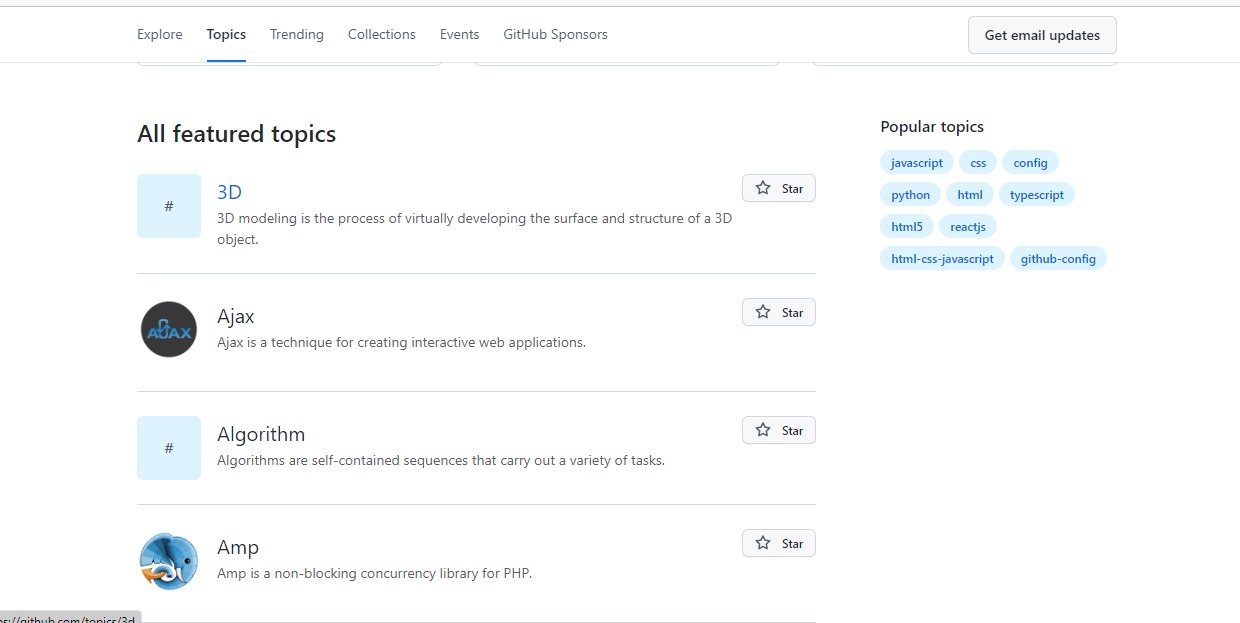 Explore Topics Trending Collections Events GitHub Sponsors Get email updates
All featured topics
#
3D
3D modeling is the process of virtually developing the surface and structure of a 3D
object.
Star
AJAX
Ajax
Ajax is a technique for creating interactive web applications.
Star
#
Algorithm
Algorithms are self-contained sequences that carry out a variety of tasks.
Star
Amp
Amp is a non-blocking concurrency library for PHP.
Star
Popular topics
javascript css config
python html typescript
html5 reactjs
html-css-javascript github-config
ps://github.com/topics/3d